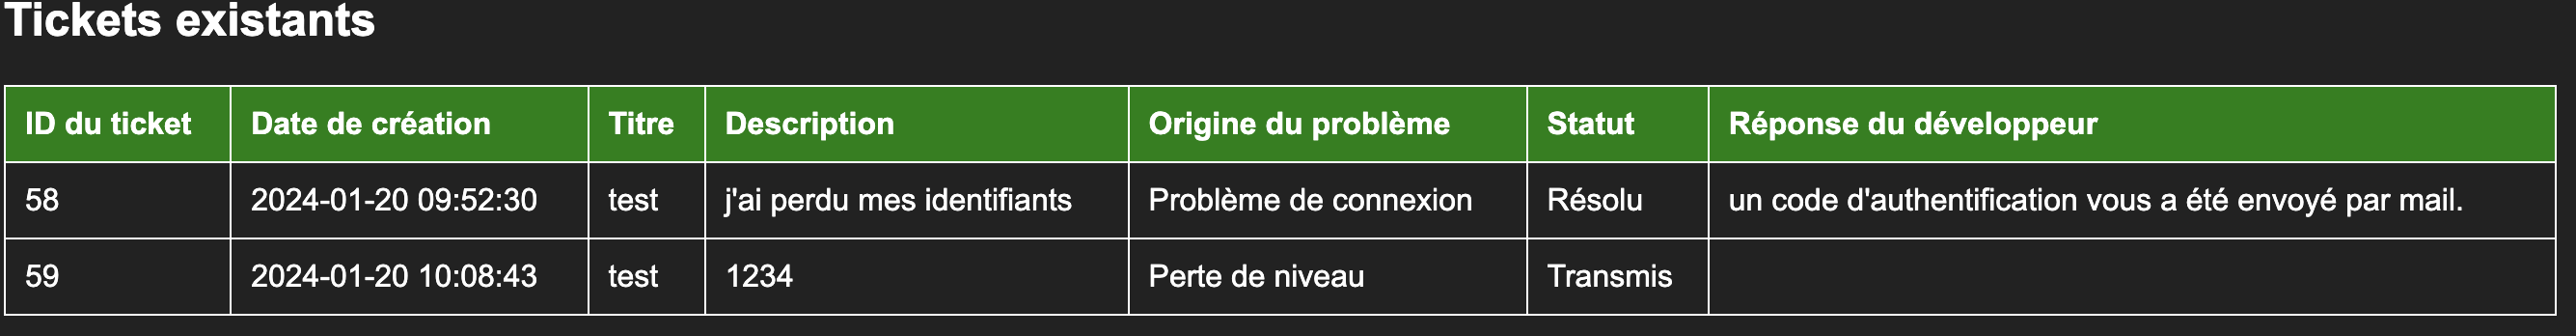 Tickets existants
ID du ticket Date de création Titre Description Origine du problème Statut Réponse du développeur
58 2024-01-20 09:52:30 test j'ai perdu mes identifiants Problème de connexion Résolu un code d'authentification vous a été envoyé par mail.
59 2024-01-20 10:08:43 test 1234 Perte de niveau Transmis